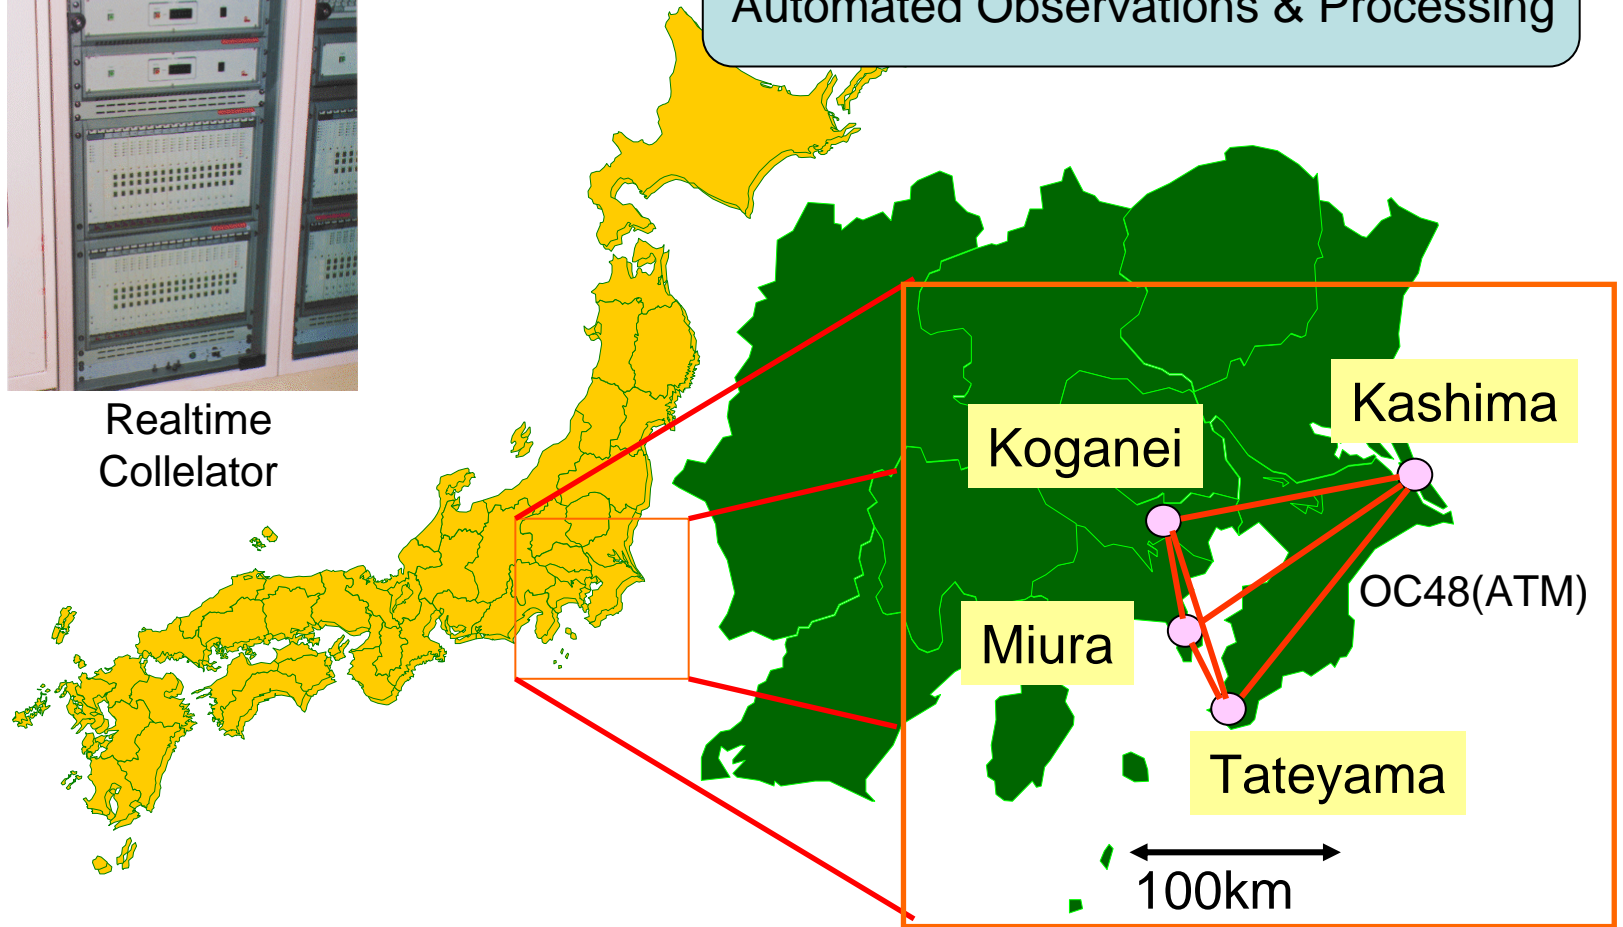 Automated Observations & Processing
Realtime
Collelator
Kashima
Koganei
OC48(ATM)
Miura
Tateyama
100km